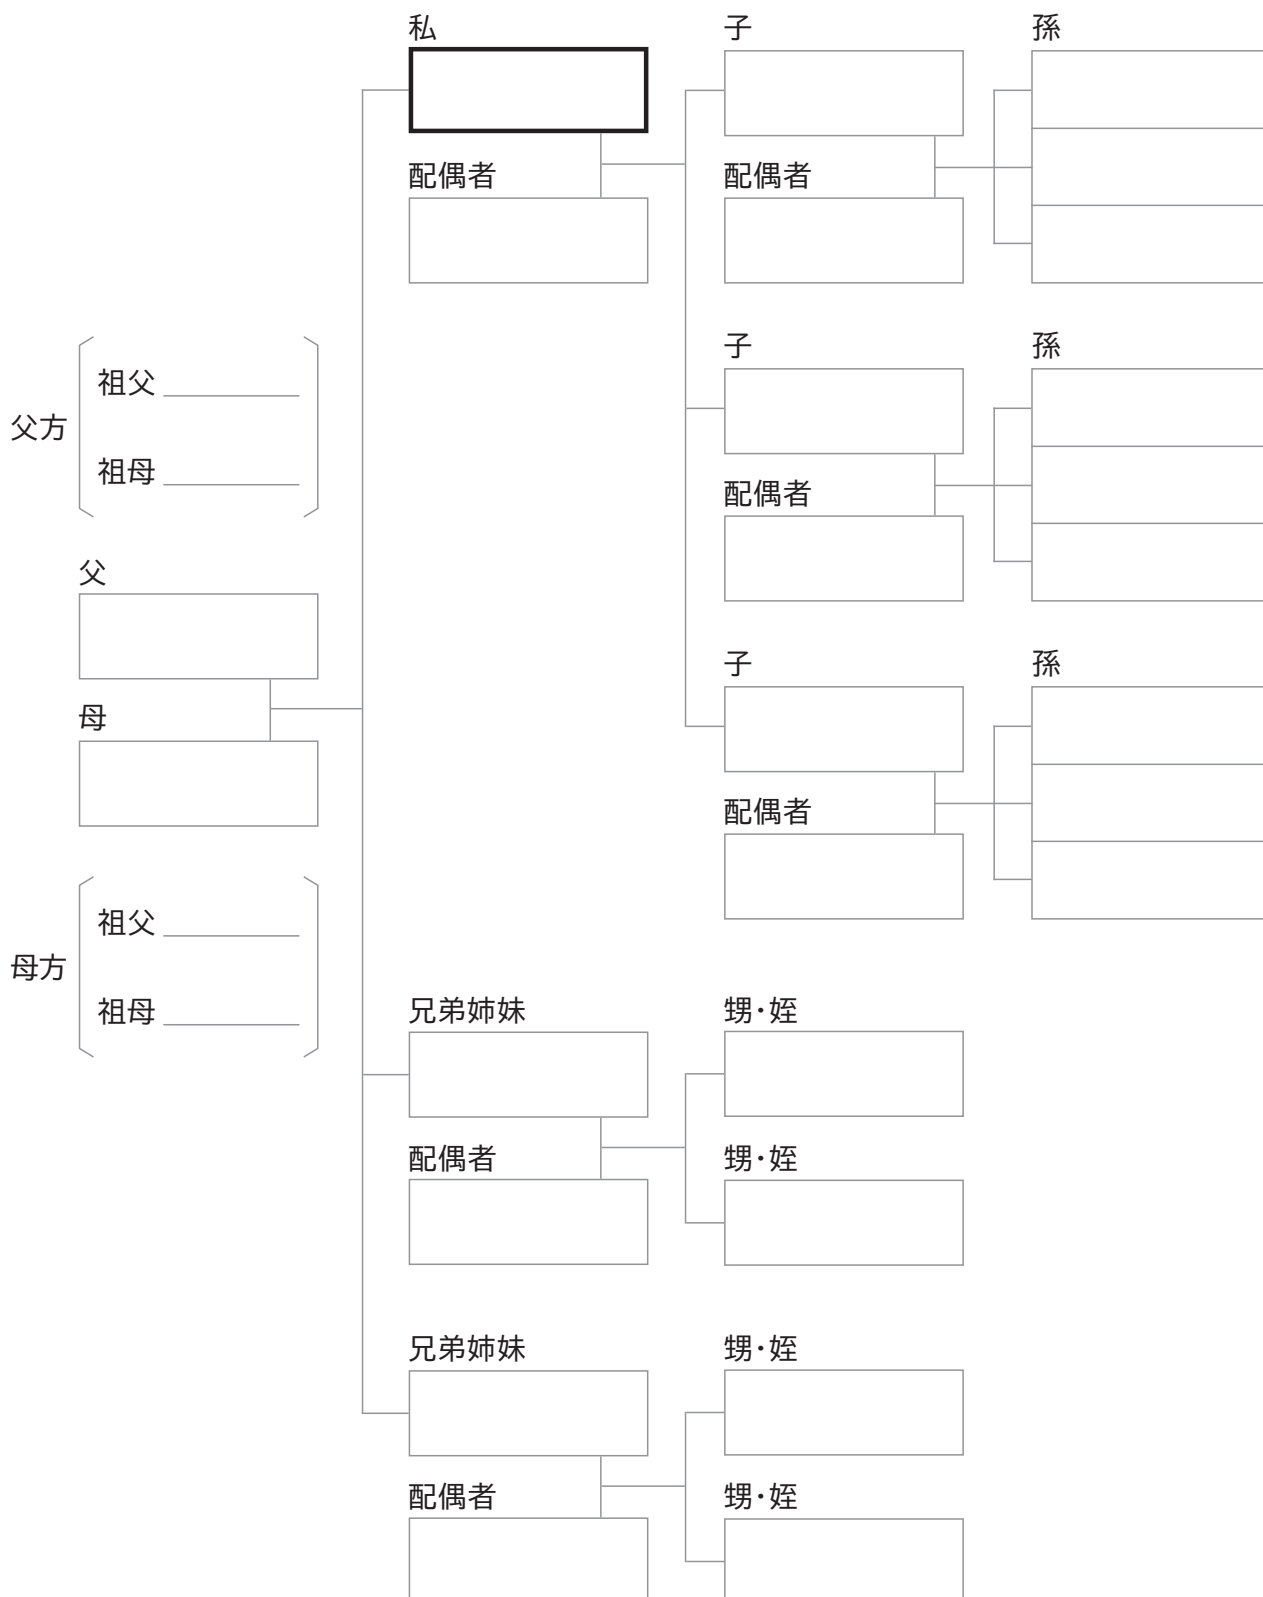 私
子
孫
配偶者
配偶者
子
孫
配偶者
子
孫
配偶者
父方
祖父
祖母
父
母
母方
祖父
祖母
兄弟姉妹
甥・姪
配偶者
甥・姪
兄弟姉妹
甥・姪
配偶者
甥・姪